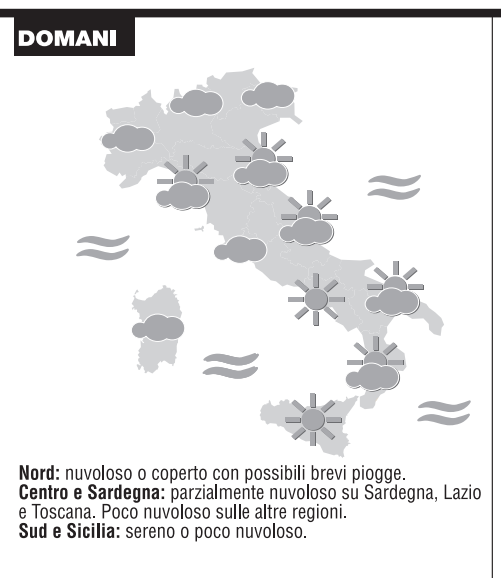 DOMANI
Nord: nuvoloso o coperto con possibili brevi piogge.
Centro e Sardegna: parzialmente nuvoloso su Sardegna, Lazio
e Toscana. Poco nuvoloso sulle altre regioni.
Sud e Sicilia: sereno o poco nuvoloso.